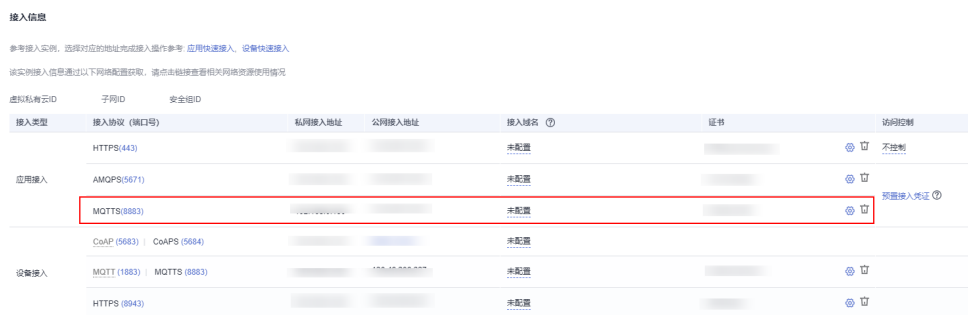 接入信息
参考接入实例，选择对应的地址完成接入操作参考: 应用快速接入，设备快速接入
该实例接入信息通过以下网络配置获取，请点击链接查看相关网络资源使用情况
虚拟私有云ID 子网ID 安全组ID
接入类型 接入协议（端口号） 私网接入地址 公网接入地址 接入域名 证书 访问控制
HTTPS(443) 未配置 不控制
应用接入 AMQPS(5671) 未配置
预置接入凭证
MQTTS(8883) 未配置
CoAP (5683) | CoAPS (5684) 未配置
设备接入 MQTT (1883) | MQTTS (8883) 未配置
HTTPS (8943) 未配置